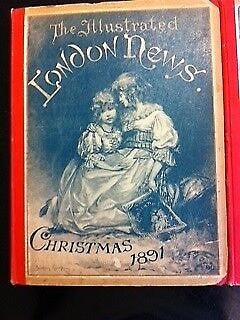 The Illustrated
London News.
Christmas 1891